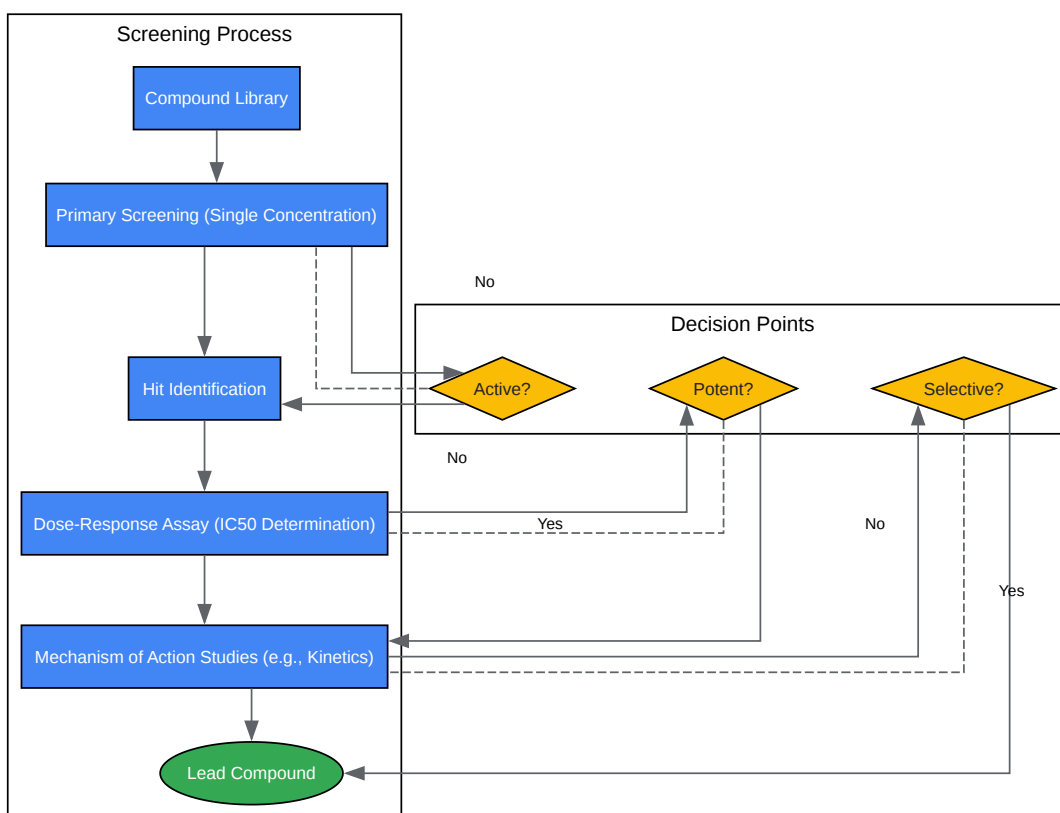 Screening Process
Compound Library
Primary Screening (Single Concentration)
No
Decision Points
Hit Identification
Active?
Potent?
Selective?
No
Dose-Response Assay (IC50 Determination)
Yes
No
Yes
Mechanism of Action Studies (e.g., Kinetics)
Lead Compound